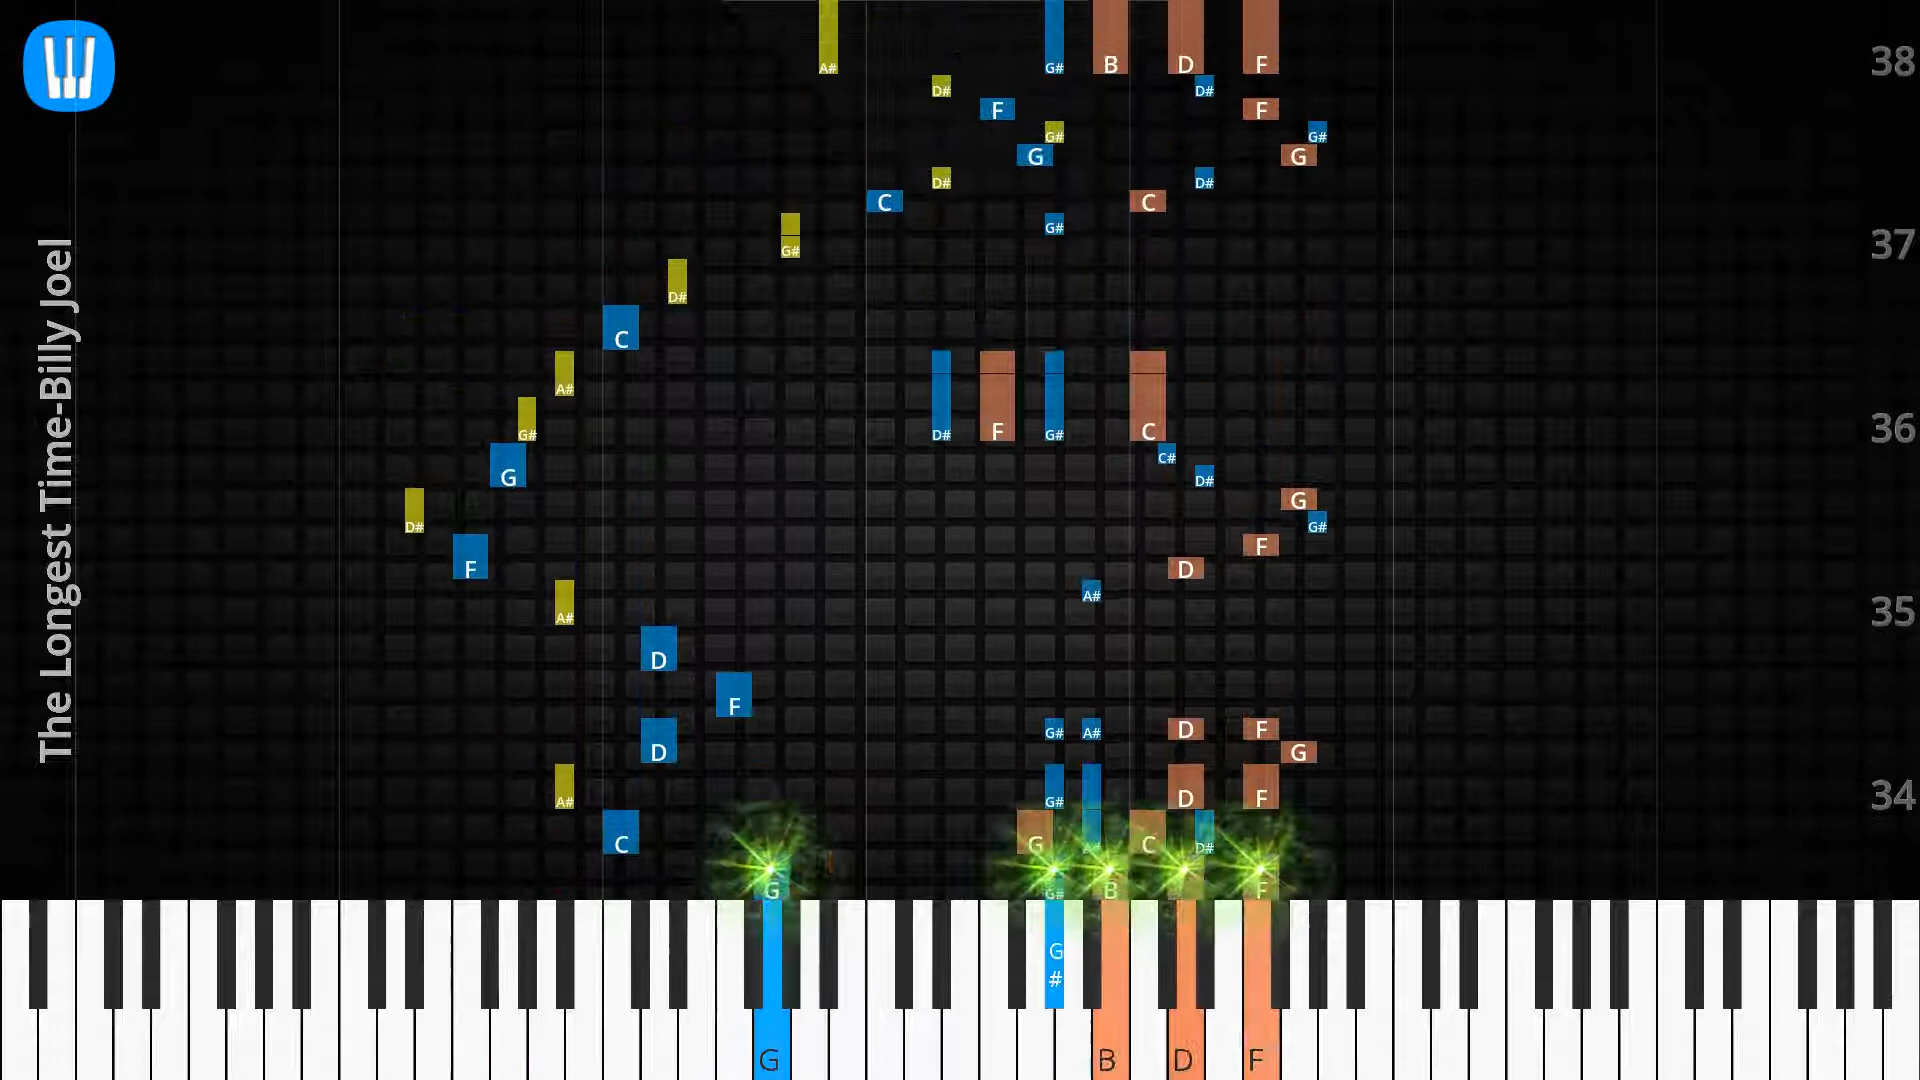 The Longest Time-Billy Joel
A# G# B D F 38
D# D#
F F
G# G#
G G
D# D#
C C
G#
G# 37
D#
C
A#
G# D# F G# C 36
C#
G D#
D# G
G#
F F
D
A# A# 35
D
F
G# A# D F
D G
A# G# D F 34
C G A# C D#
G G# B F
G
#
G B D F